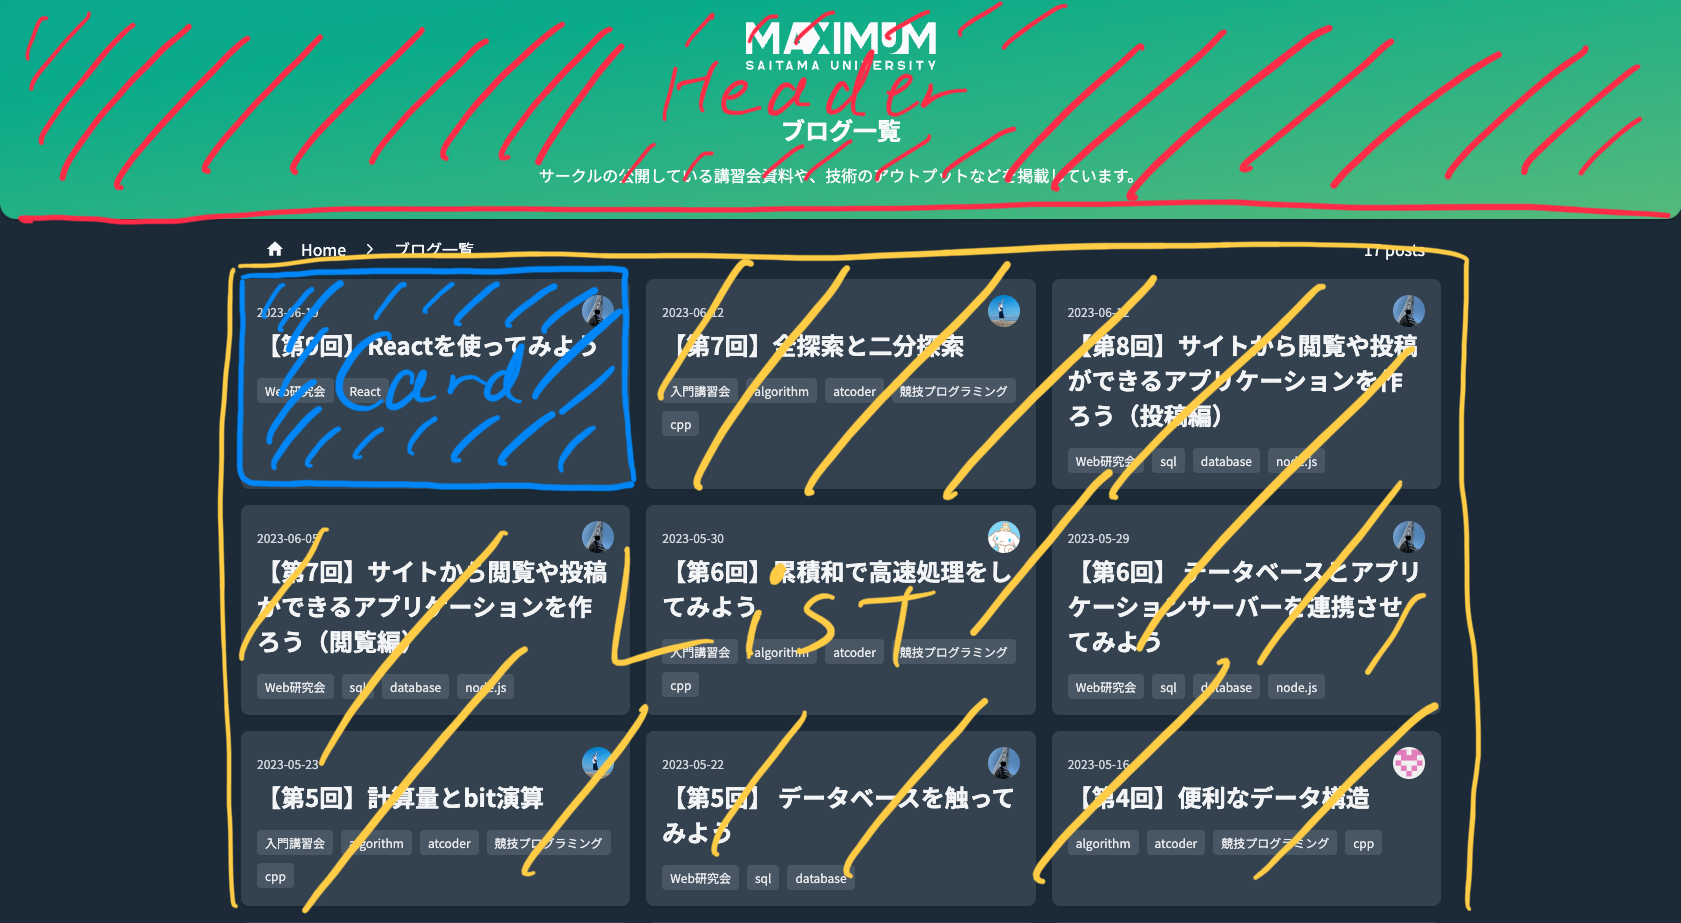 MAXIMUM
SAITAMA UNIVERSITY
Header
ブログ一覧
サークルの公開している講習会資料や、技術のアウトプットなどを掲載しています。
Home > ブログ一覧
17 posts
2023-06-19
【第9回】Reactを使ってみよう
Web研究会 React
Card
2023-06-12
【第7回】全探索と二分探索
入門講習会 algorithm atcoder 競技プログラミング
cpp
2023-06-12
【第8回】サイトから閲覧や投稿
ができるアプリケーションを作
ろう（投稿編）
Web研究会 sql database node.js
2023-06-05
【第7回】サイトから閲覧や投稿
ができるアプリケーションを作
ろう（閲覧編）
Web研究会 sql database node.js
2023-05-30
【第6回】累積和で高速処理をし
てみよう
入門講習会 algorithm atcoder 競技プログラミング
cpp
List
2023-05-29
【第6回】 データベースとアプリ
ケーションサーバーを連携させ
てみよう
Web研究会 sql database node.js
2023-05-23
【第5回】計算量とbit演算
入門講習会 algorithm atcoder 競技プログラミング
cpp
2023-05-22
【第5回】 データベースを触って
みよう
Web研究会 sql database
2023-05-16
【第4回】便利なデータ構造
algorithm atcoder 競技プログラミング cpp